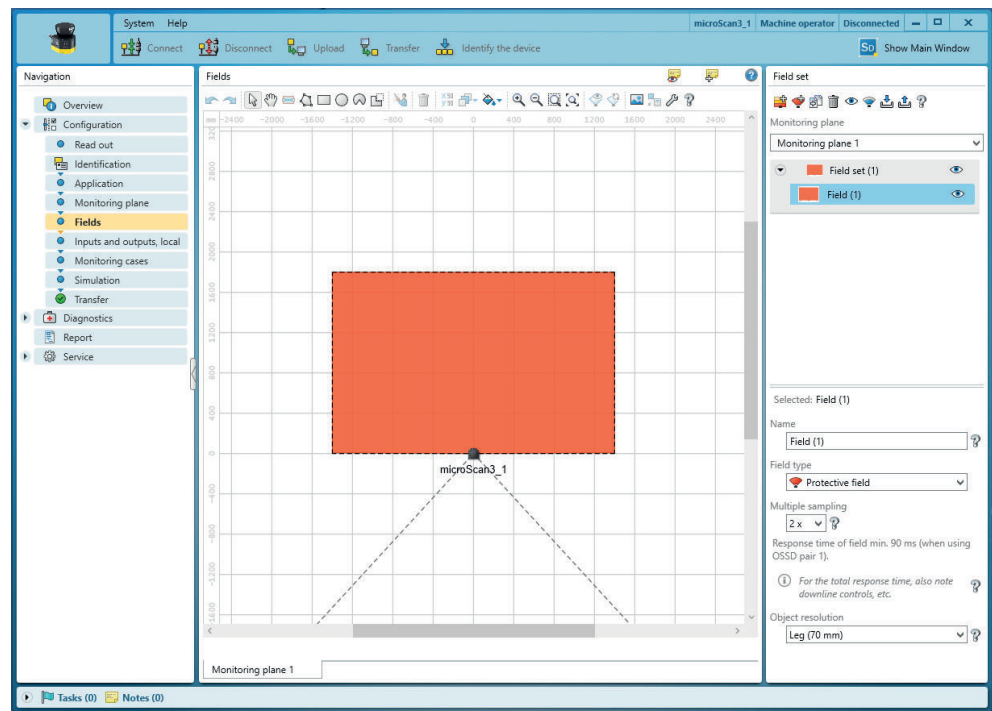 System Help
microScan3_1 Machine operator Disconnected
Connect Disconnect Upload Transfer Identify the device
SD Show Main Window
Navigation
Overview
Configuration
Read out
Identification
Application
Monitoring plane
Fields
Inputs and outputs, local
Monitoring cases
Simulation
Transfer
Diagnostics
Report
Service
Fields
mm -2400 -2000 -1600 -1200 -800 -400 0 400 800 1200 1600 2000 2400
2800
2400
2000
1600
1200
800
400
0
-400
-800
-1200
-1600
microScan3_1
Monitoring plane 1
Field set
Monitoring plane
Monitoring plane 1
Field set (1)
Field (1)
Selected: Field (1)
Name
Field (1)
Field type
Protective field
Multiple sampling
2 x
Response time of field min. 90 ms (when using
OSSD pair 1).
For the total response time, also note
downline controls, etc.
Object resolution
Leg (70 mm)
Tasks (0) Notes (0)